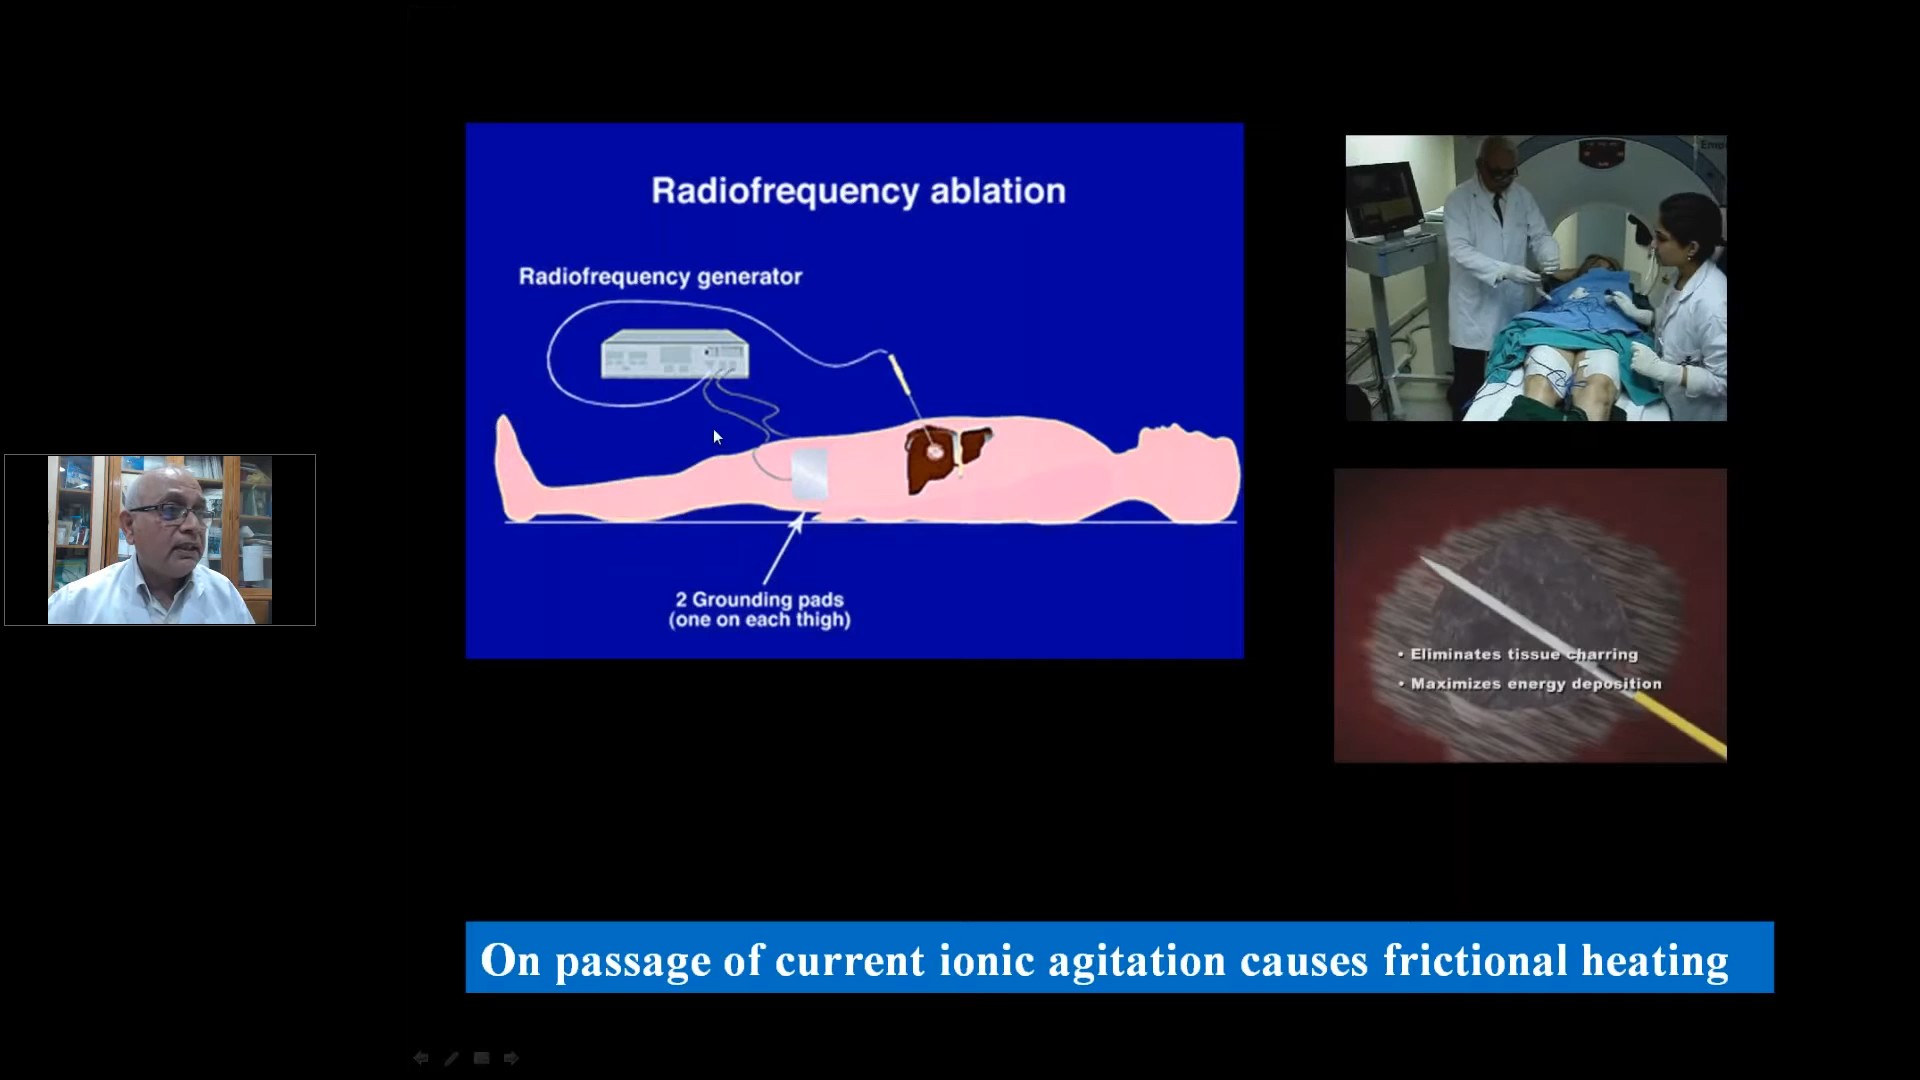 Radiofrequency ablation
Radiofrequency generator
2 Grounding pads
(one on each thigh)
• Eliminates tissue charring
• Maximizes energy deposition
On passage of current ionic agitation causes frictional heating